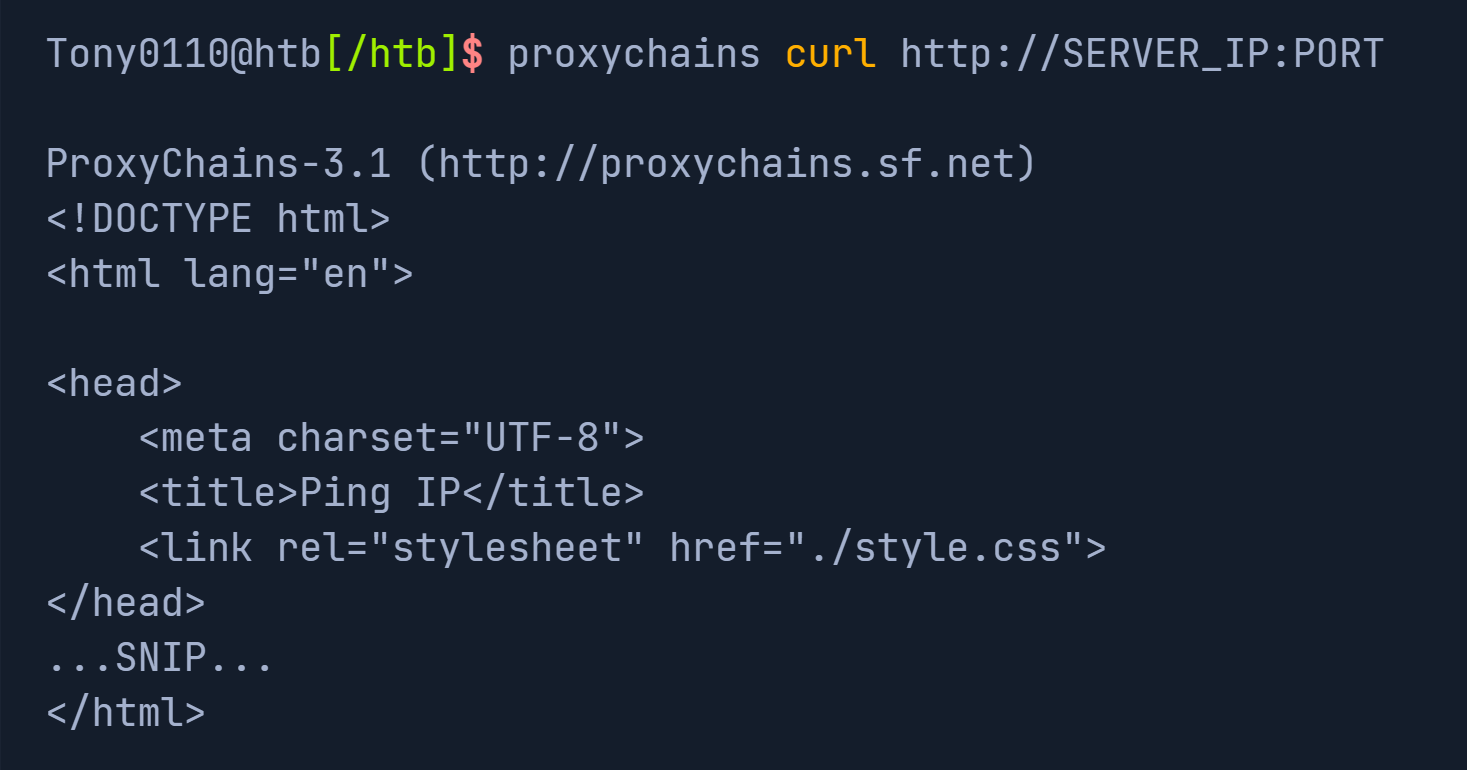 Tony0110@htb[/htb]$ proxychains curl http://SERVER_IP:PORT
ProxyChains-3.1 (http://proxychains.sf.net)
<!DOCTYPE html>
<html lang="en">
<head>
    <meta charset="UTF-8">
    <title>Ping IP</title>
    <link rel="stylesheet" href="./style.css">
</head>
...SNIP...
</html>